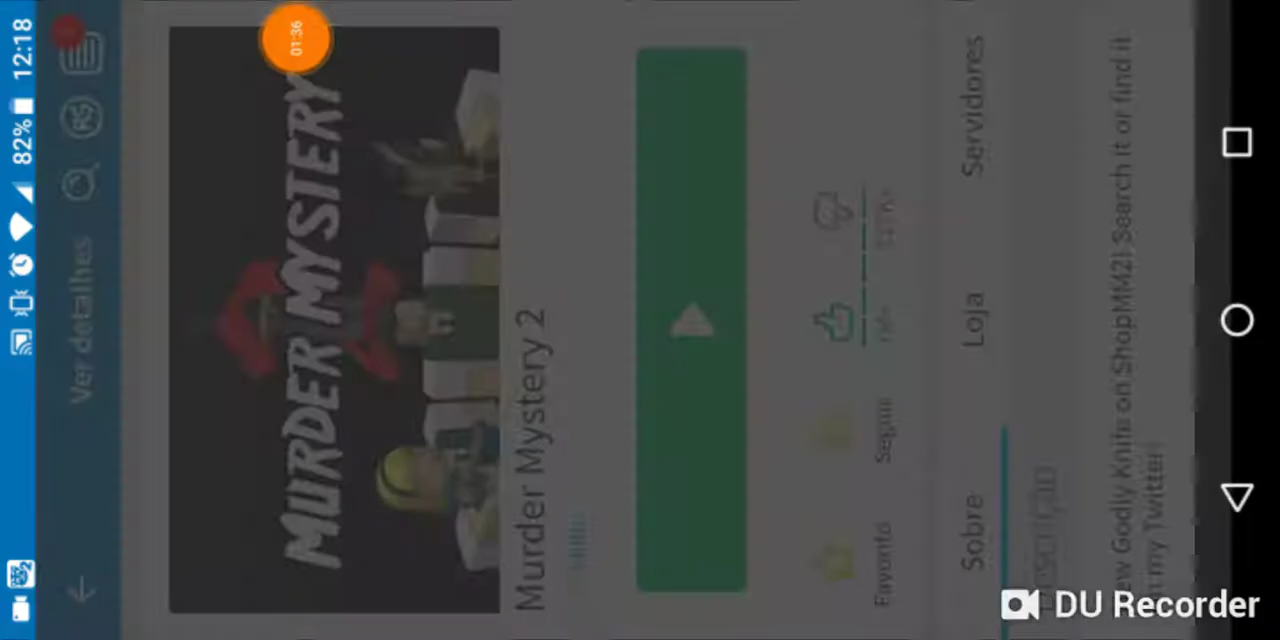 12:18
82%
01:36
R$
Ver detalhes
MURDER MYSTERY
Murder Mystery 2
Favorito
Seguir
Sobre
Loja
Servidores
Descrição
New Godly Knife on ShopMM2! Search it or find it
my Twitter!
DU Recorder